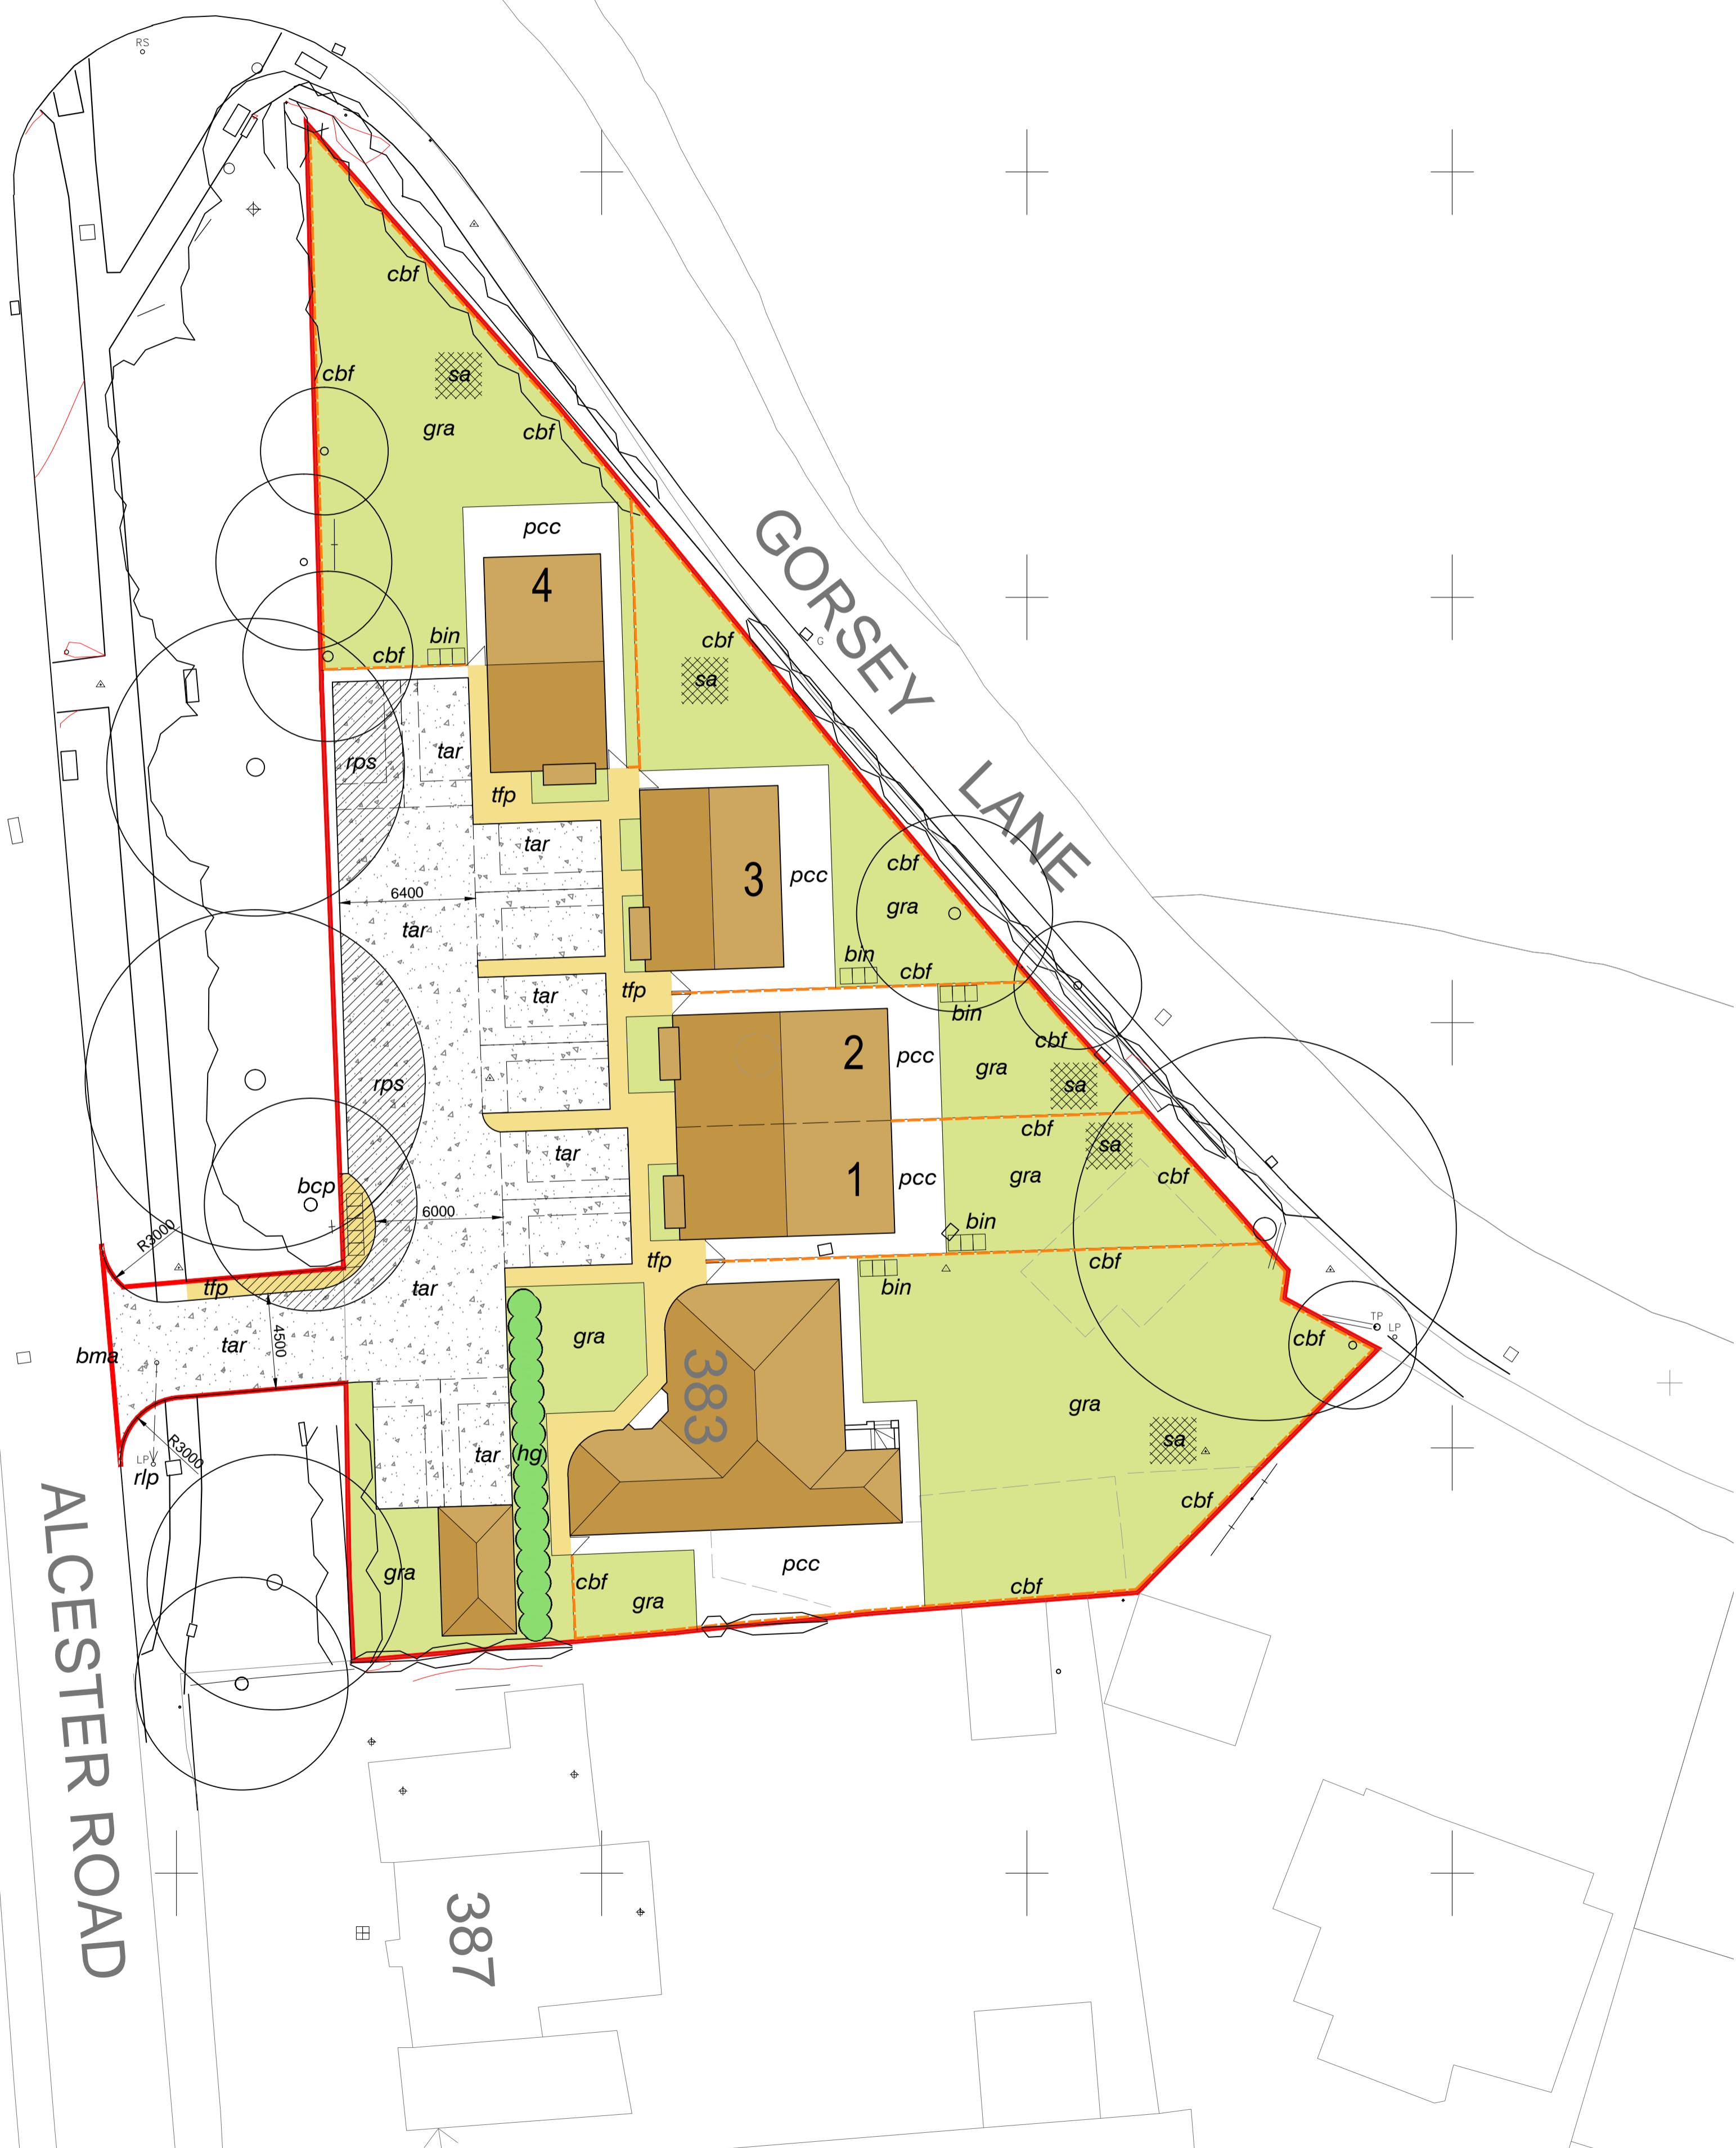 RS
cbf
cbf
sa
gra
cbf
pcc
4
GORSEY LANE
G
bin
cbf
cbf
sa
rps
tar
tfp
tar
3
pcc
cbf
6400
gra
tar
bin
cbf
tfp
tar
bin
2
cbf
pcc
gra
sa
rps
cbf
sa
tar
1
pcc
gra
cbf
bcp
6000
bin
R3000
tfp
cbf
tfp
tar
bin
TP
LP
4500
gra
cbf
tar
bma
383
gra
R3000
LP
rlp
tar
hg
sa
cbf
gra
cbf
gra
pcc
cbf
ALCESTER ROAD
387